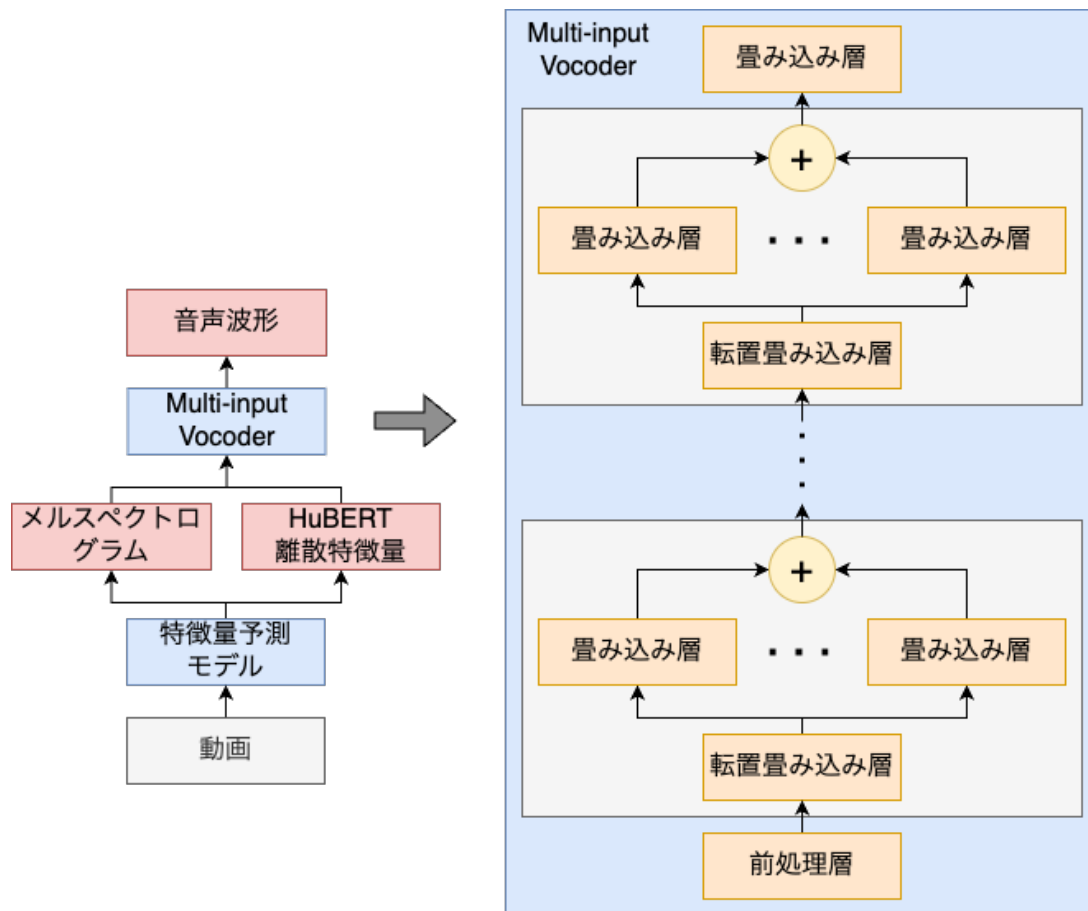 音声波形
Multi-input
Vocoder
メルスペクトロ
グラム
HuBERT
離散特徴量
特徴量予測
モデル
動画
Multi-input
Vocoder
畳み込み層
+
畳み込み層
・・・
畳み込み層
転置畳み込み層
・・・
+
畳み込み層
・・・
畳み込み層
転置畳み込み層
前処理層